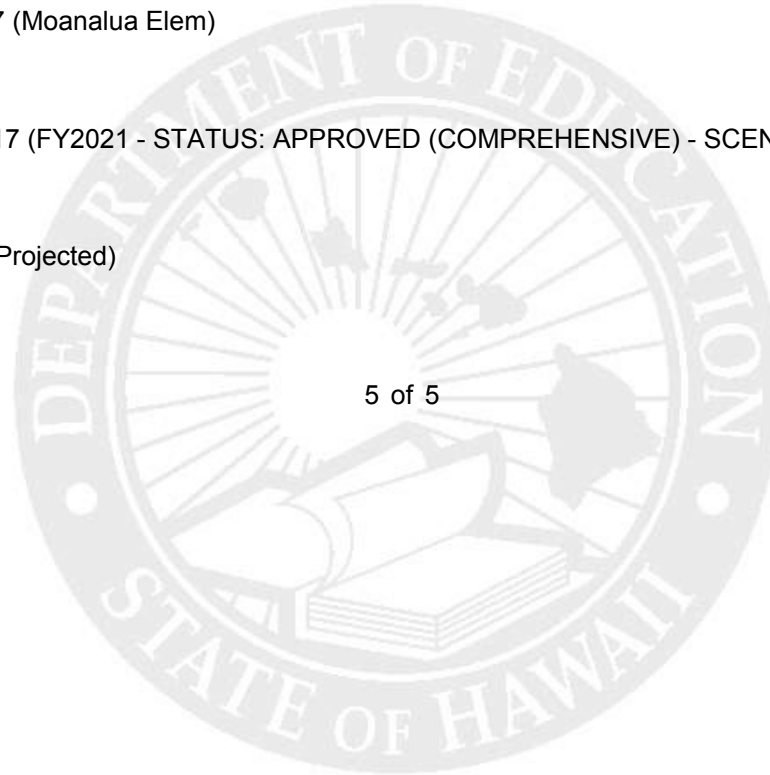 7 (Moanalua Elem)
17 (FY2021 - STATUS: APPROVED (COMPREHENSIVE) - SCEN
Projected)
5 of 5
DEPARTMENT OF EDUCATION
STATE OF HAWAII